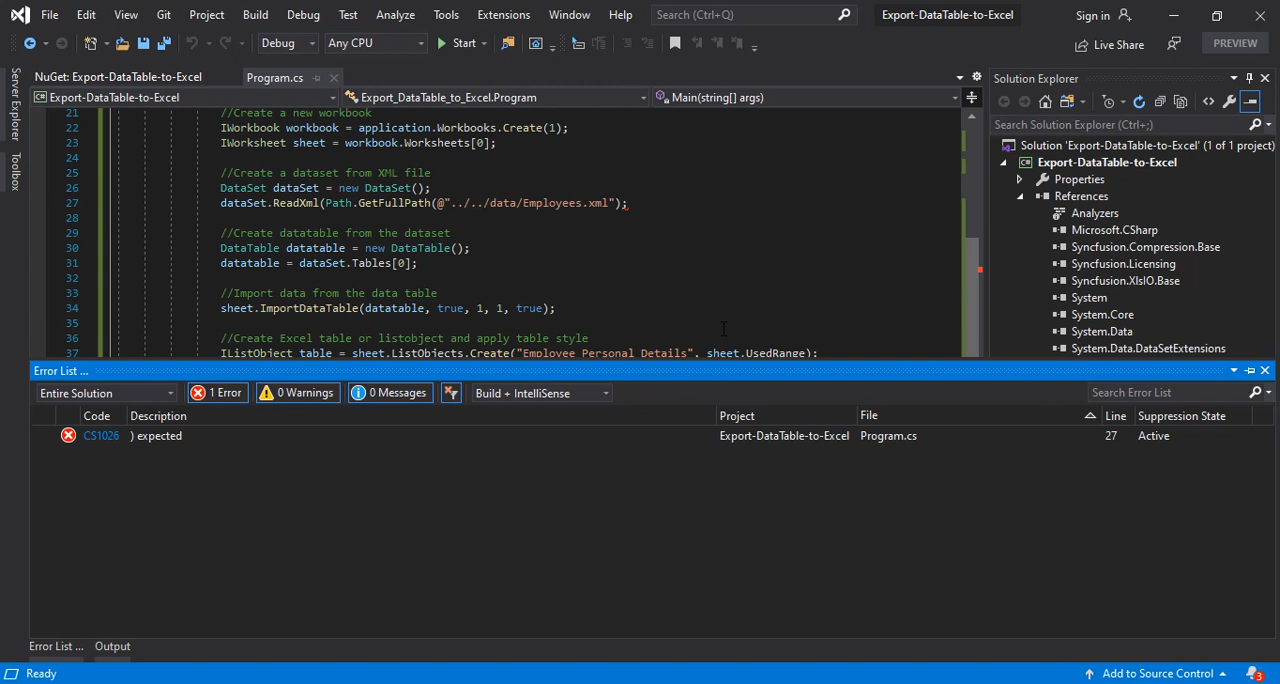 File Edit View Git Project Build Debug Test Analyze Tools Extensions Window Help Search (Ctrl+Q) Export-DataTable-to-Excel Sign in
Debug Any CPU Start Live Share PREVIEW
Server Explorer
Toolbox
NuGet: Export-DataTable-to-Excel Program.cs
Export-DataTable-to-Excel Export_DataTable_to_Excel.Program Main(string[] args)
21 //Create a new workbook
22 IWorkbook workbook = application.Workbooks.Create(1);
23 IWorksheet sheet = workbook.Worksheets[0];
24
25 //Create a dataset from XML file
26 DataSet dataSet = new DataSet();
27 dataSet.ReadXml(Path.GetFullPath(@"../../data/Employees.xml");
28
29 //Create datatable from the dataset
30 DataTable datatable = new DataTable();
31 datatable = dataSet.Tables[0];
32
33 //Import data from the data table
34 sheet.ImportDataTable(datatable, true, 1, 1, true);
35
36 //Create Excel table or listobject and apply table style
37 IListObject table = sheet.ListObjects.Create("Employee Personal Details", sheet.UsedRange);
Solution Explorer
Search Solution Explorer (Ctrl+;)
Solution 'Export-DataTable-to-Excel' (1 of 1 project)
Export-DataTable-to-Excel
Properties
References
Analyzers
Microsoft.CSharp
Syncfusion.Compression.Base
Syncfusion.Licensing
Syncfusion.XlsIO.Base
System
System.Core
System.Data
System.Data.DataSetExtensions
Error List ...
Entire Solution 1 Error 0 Warnings 0 Messages Build + IntelliSense Search Error List
Code Description Project File Line Suppression State
CS1026 ) expected Export-DataTable-to-Excel Program.cs 27 Active
Error List ... Output
Ready Add to Source Control 3